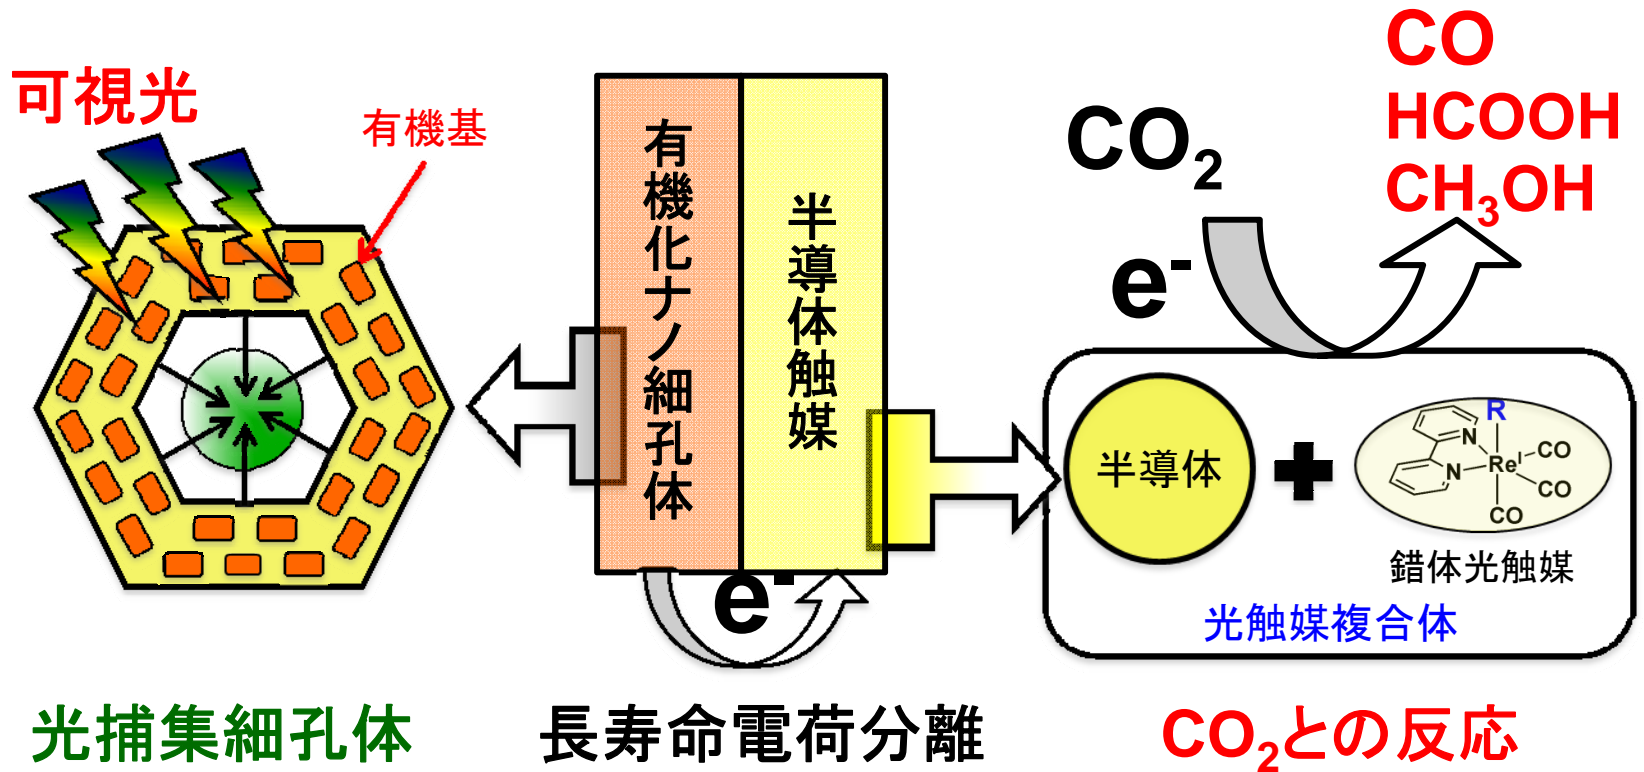 可視光
有機基
光捕集細孔体
有機化ナノ細孔体
半導体触媒
e-
長寿命電荷分離
CO2
CO
HCOOH
CH3OH
e-
半導体
R
N
N
ReI
CO
CO
CO
錯体光触媒
光触媒複合体
CO2との反応